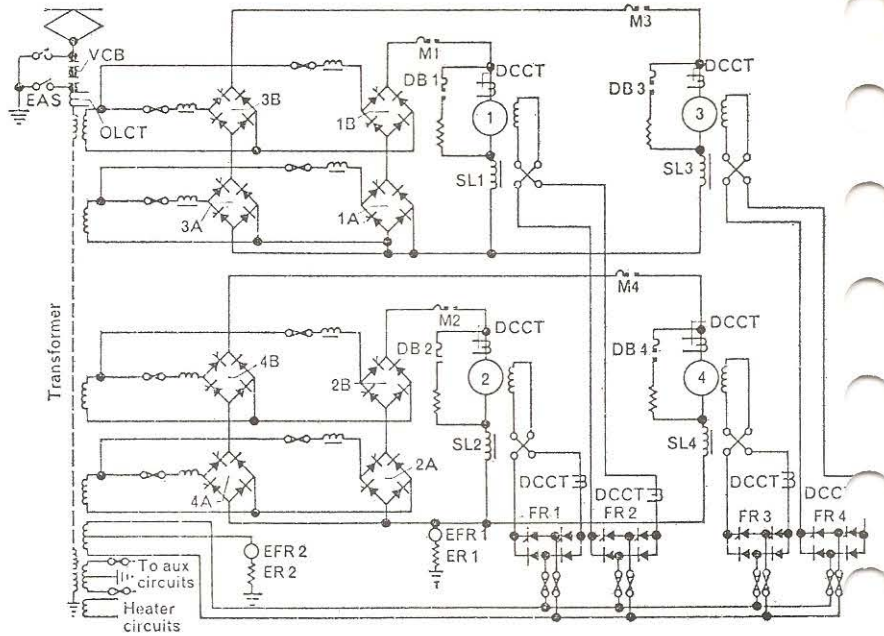 M3
M1
VCB
DB 1
DCCT
DB 3
DCCT
EAS
3B
OLCT
1B
1
3
SL1
SL3
3A
1A
M4
M2
DCCT
DCCT
Transformer
DB 2
DB 4
4B
2B
2
4
SL2
SL4
2A
4A
DCCT
DCCT
DCCT
DCC
FR 1
FR 2
FR 3
FR 4
EFR 2
EFR 1
ER 2
ER 1
To aux
circuits
Heater
circuits